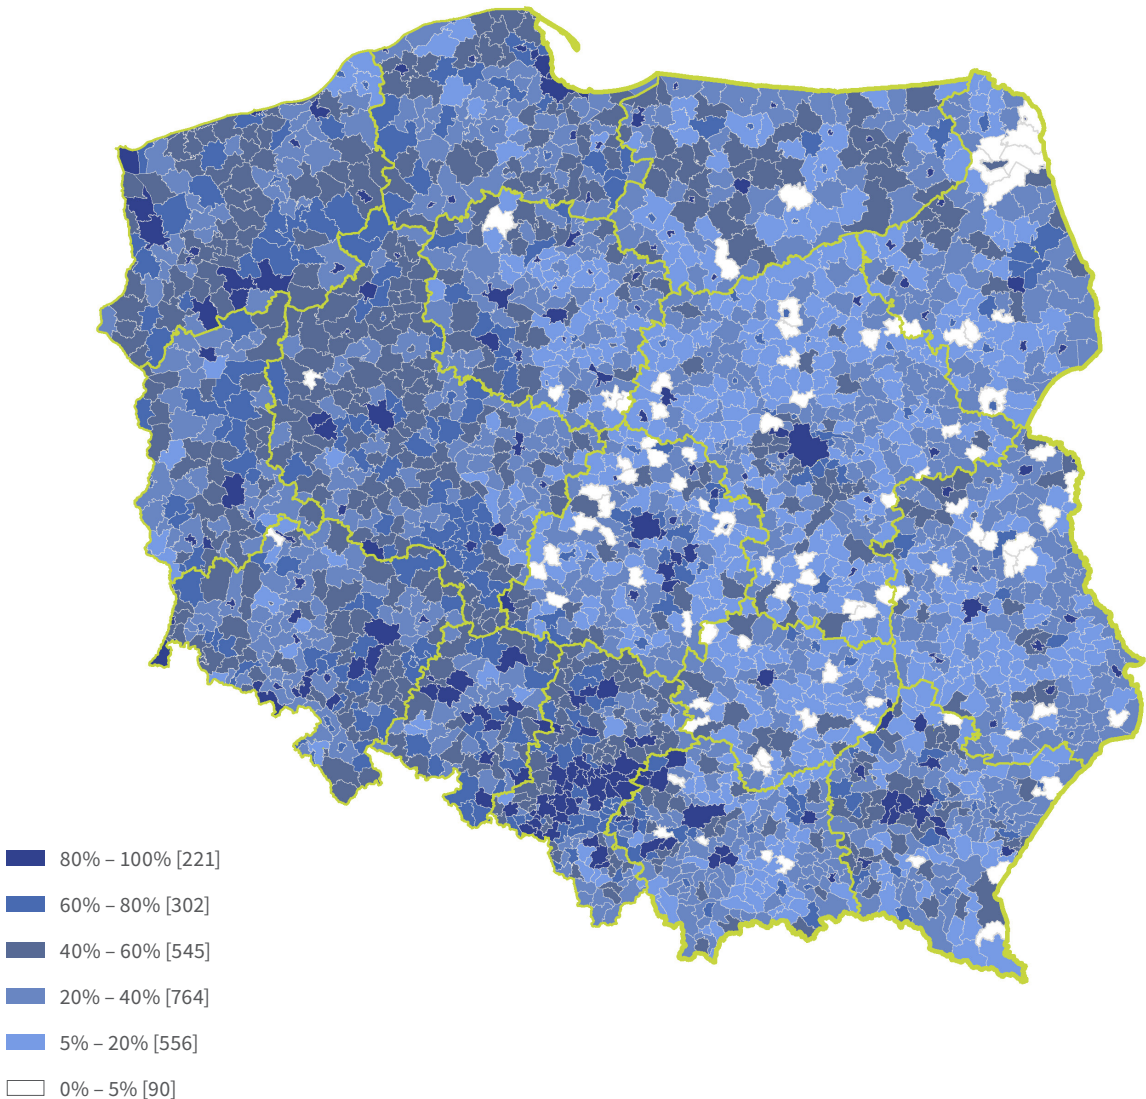 80% – 100% [221]
60% – 80% [302]
40% – 60% [545]
20% – 40% [764]
5% – 20% [556]
0% – 5% [90]